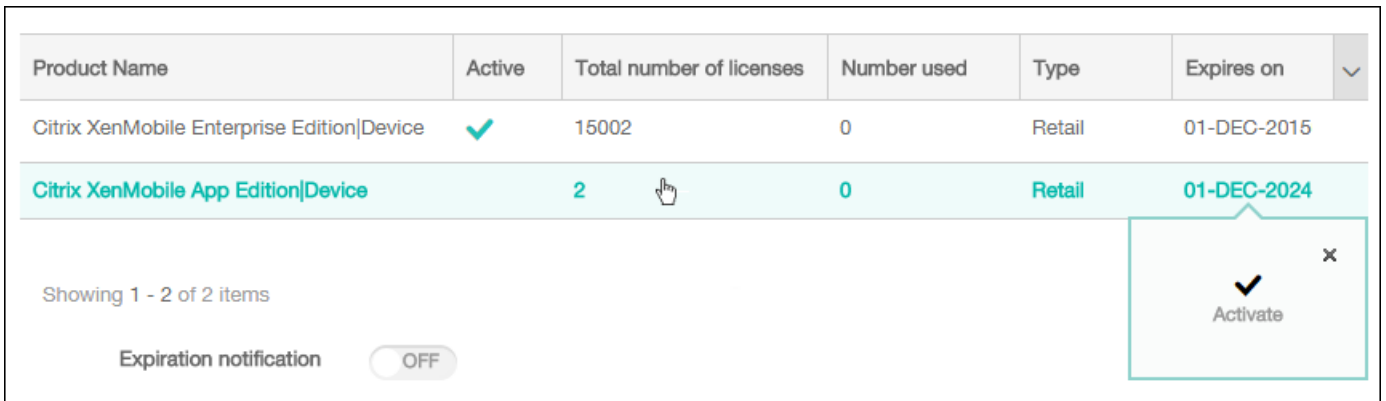 Product Name Active Total number of licenses Number used Type Expires on
Citrix XenMobile Enterprise Edition|Device 15002 0 Retail 01-DEC-2015
Citrix XenMobile App Edition|Device 2 0 Retail 01-DEC-2024
Showing 1 - 2 of 2 items
Activate
Expiration notification OFF